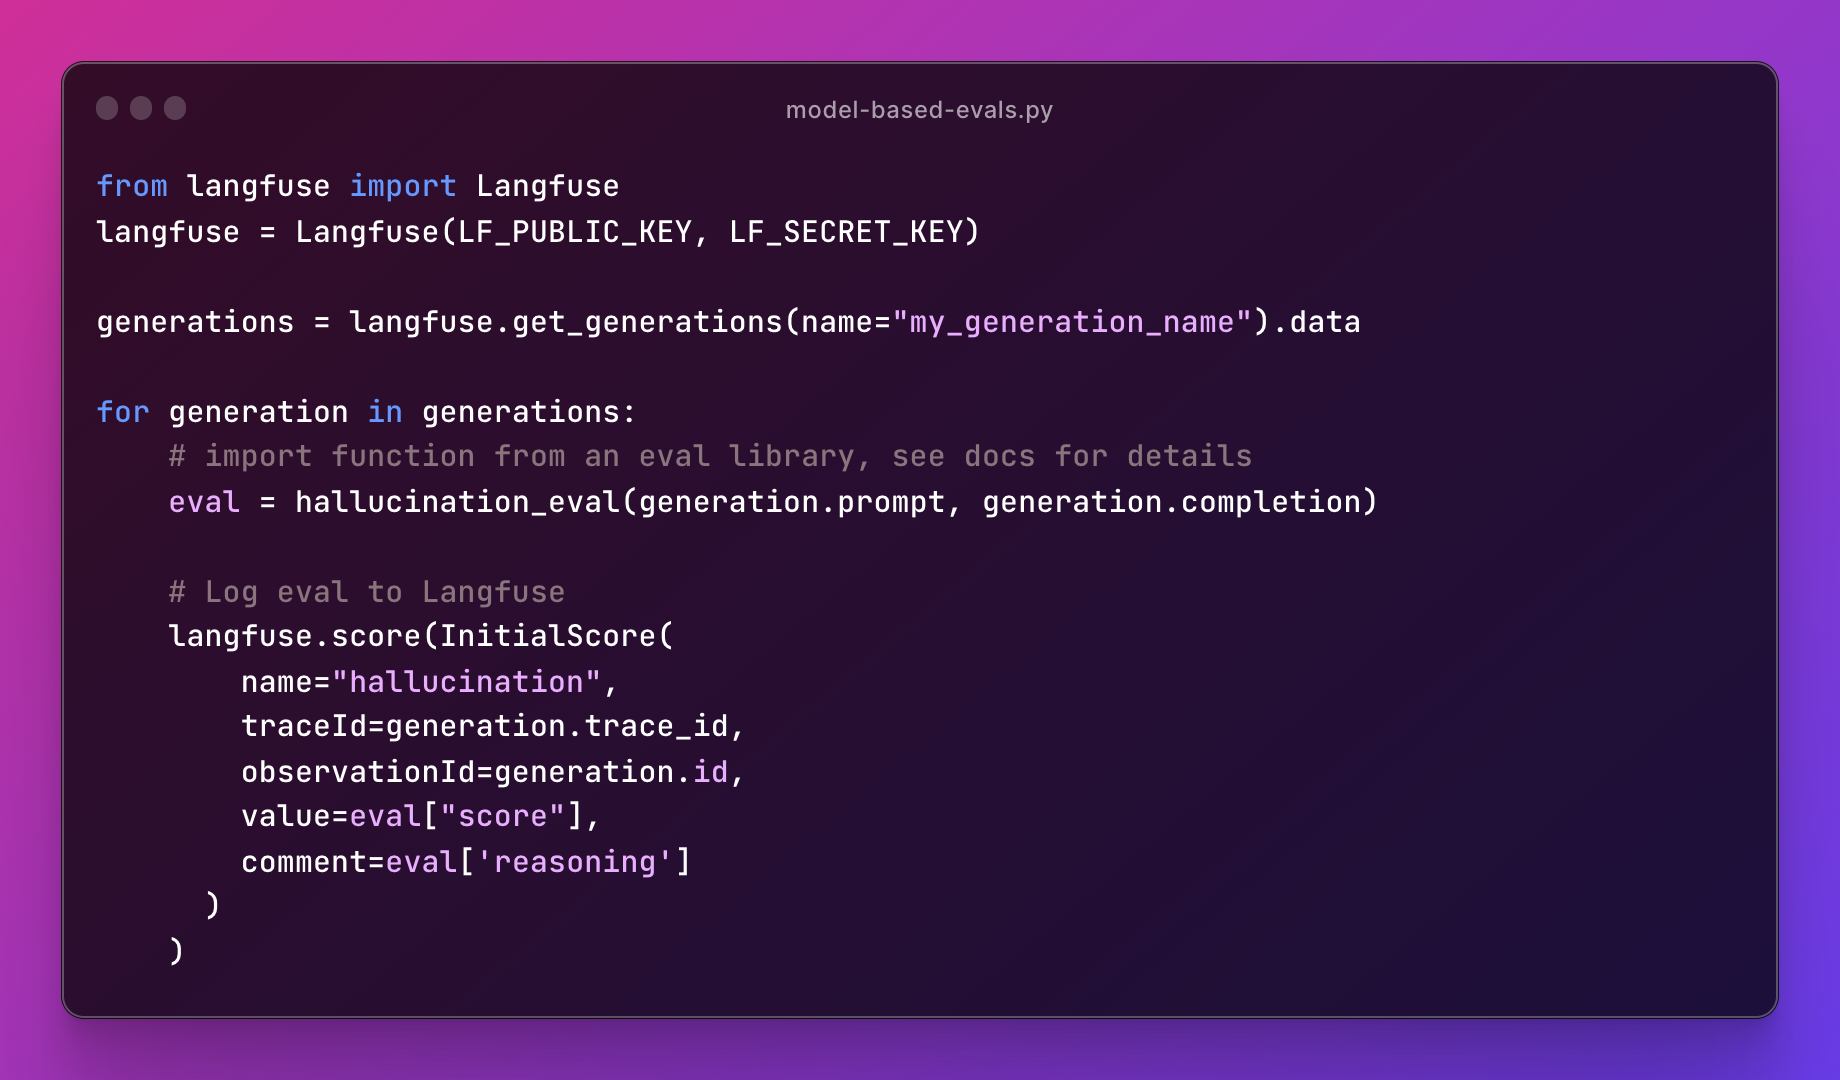 model-based-evals.py
from langfuse import Langfuse
langfuse = Langfuse(LF_PUBLIC_KEY, LF_SECRET_KEY)
generations = langfuse.get_generations(name="my_generation_name").data
for generation in generations:
    # import function from an eval library, see docs for details
    eval = hallucination_eval(generation.prompt, generation.completion)
    # Log eval to Langfuse
    langfuse.score(InitialScore(
        name="hallucination",
        traceId=generation.trace_id,
        observationId=generation.id,
        value=eval["score"],
        comment=eval['reasoning']
      )
    )